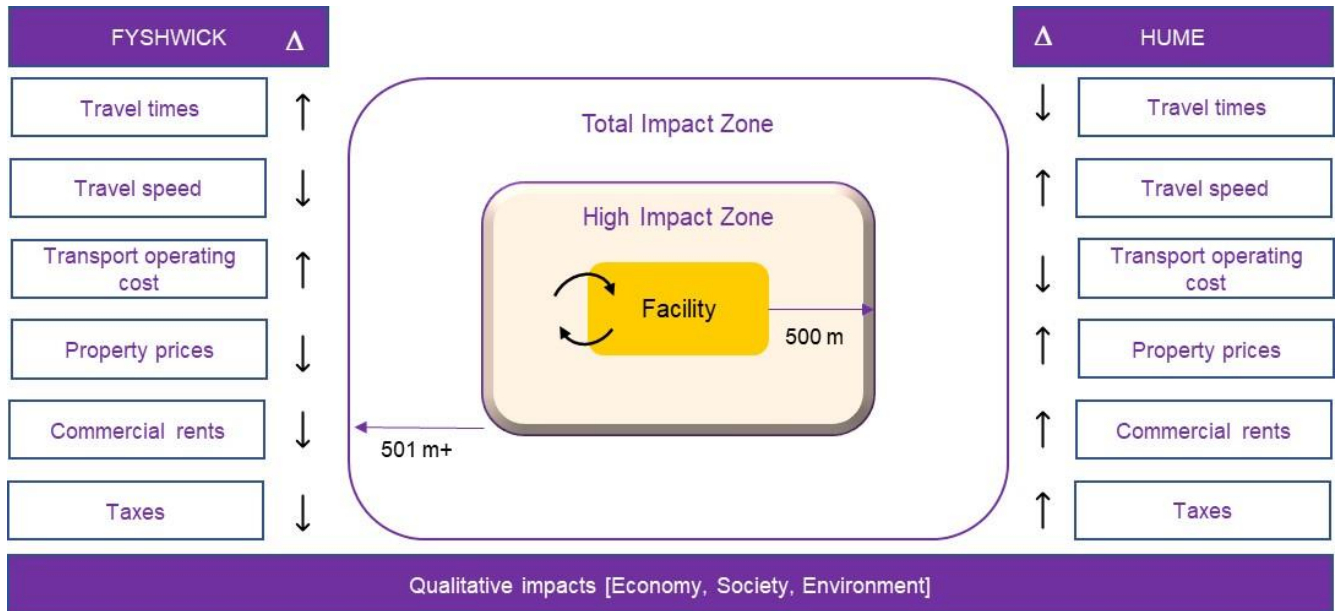 FYSHWICK Δ
Travel times ↑
Travel speed ↓
Transport operating
cost ↑
Property prices ↓
Commercial rents ↓
Taxes ↓
Total Impact Zone
High Impact Zone
Facility
500 m
501 m+
Δ HUME
↓ Travel times
↑ Travel speed
↓ Transport operating
cost
↑ Property prices
↑ Commercial rents
↑ Taxes
Qualitative impacts [Economy, Society, Environment]